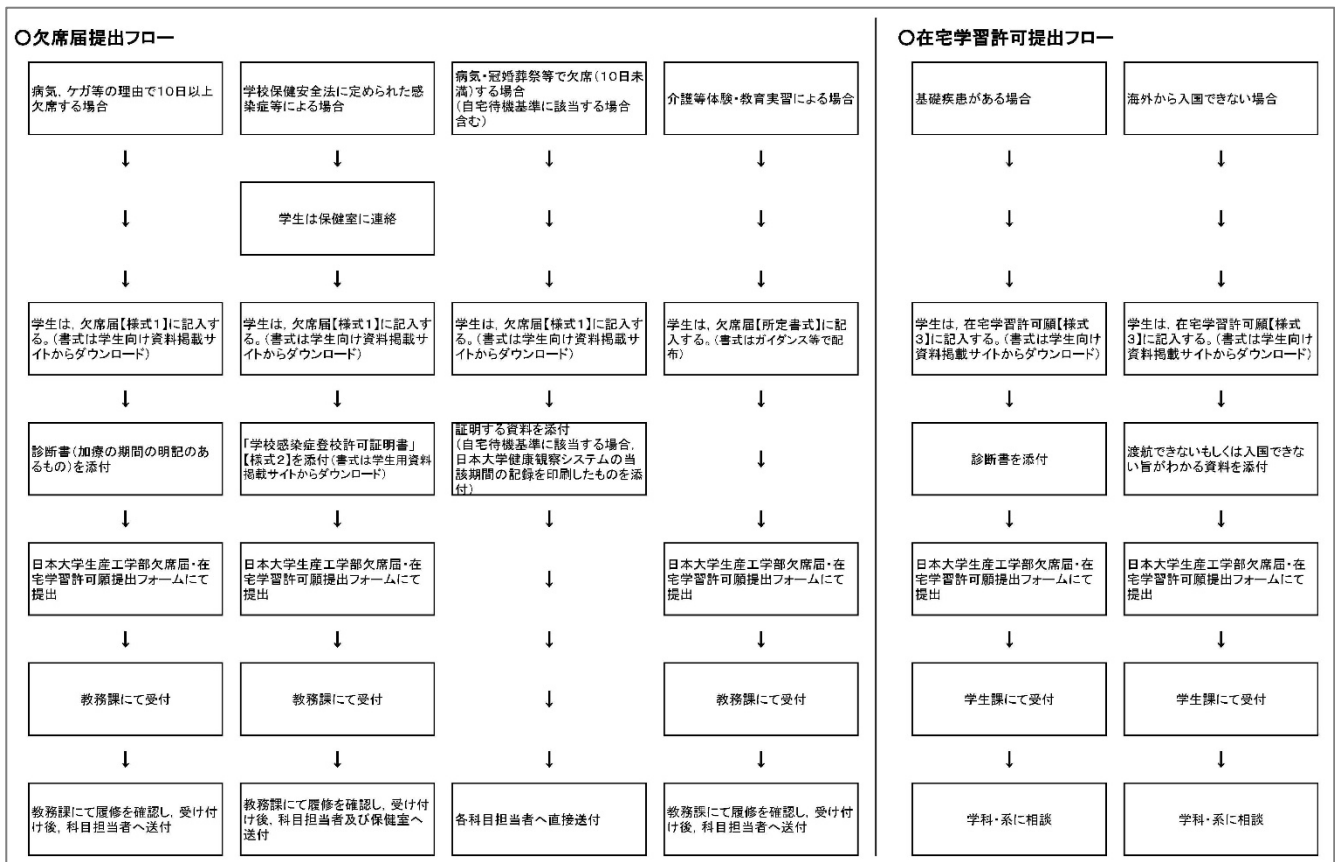 ○欠席届提出フロー
○在宅学習許可提出フロー
病気、ケガ等の理由で10日以上
欠席する場合
学校保健安全法に定められた感
染症等による場合
病気・冠婚葬祭等で欠席(10日未
満)する場合
(自宅待機基準に該当する場合
含む)
介護等体験・教育実習による場合
基礎疾患がある場合
海外から入国できない場合
↓ ↓ ↓ ↓ ↓ ↓
学生は保健室に連絡
↓ ↓ ↓ ↓ ↓
↓ ↓ ↓ ↓ ↓ ↓
学生は，欠席届【様式1】に記入す
る。(書式は学生向け資料掲載サ
イトからダウンロード)
学生は，欠席届【様式1】に記入す
る。(書式は学生向け資料掲載サ
イトからダウンロード)
学生は，欠席届【様式1】に記入す
る。(書式は学生向け資料掲載サ
イトからダウンロード)
学生は，欠席届【所定書式】に記
入する。(書式はガイダンス等で配
布)
学生は，在宅学習許可願【様式
3】に記入する。(書式は学生向け
資料掲載サイトからダウンロード)
学生は，在宅学習許可願【様式
3】に記入する。(書式は学生向け
資料掲載サイトからダウンロード)
↓ ↓ ↓ ↓ ↓ ↓
診断書(加療の期間の明記のあ
るもの)を添付
「学校感染症登校許可証明書」
【様式2】を添付(書式は学生用資料
掲載サイトからダウンロード)
証明する資料を添付
(自宅待機基準に該当する場合，
日本大学健康観察システムの当
該期間の記録を印刷したものを添
付)
↓
診断書を添付
渡航できないもしくは入国できな
い旨がわかる資料を添付
↓ ↓ ↓ ↓ ↓ ↓
日本大学生産工学部欠席届・在
宅学習許可願提出フォームにて
提出
日本大学生産工学部欠席届・在
宅学習許可願提出フォームにて
提出
↓
日本大学生産工学部欠席届・在
宅学習許可願提出フォームにて
提出
日本大学生産工学部欠席届・在
宅学習許可願提出フォームにて
提出
日本大学生産工学部欠席届・在
宅学習許可願提出フォームにて
提出
↓ ↓ ↓ ↓ ↓ ↓
教務課にて受付
教務課にて受付
↓
教務課にて受付
学生課にて受付
学生課にて受付
↓ ↓ ↓ ↓ ↓ ↓
教務課にて履修を確認し，受け付
け後，科目担当者へ送付
教務課にて履修を確認し，受け付
け後，科目担当者及び保健室へ
送付
各科目担当者へ直接送付
教務課にて履修を確認し，受け付
け後，科目担当者へ送付
学科・系に相談
学科・系に相談